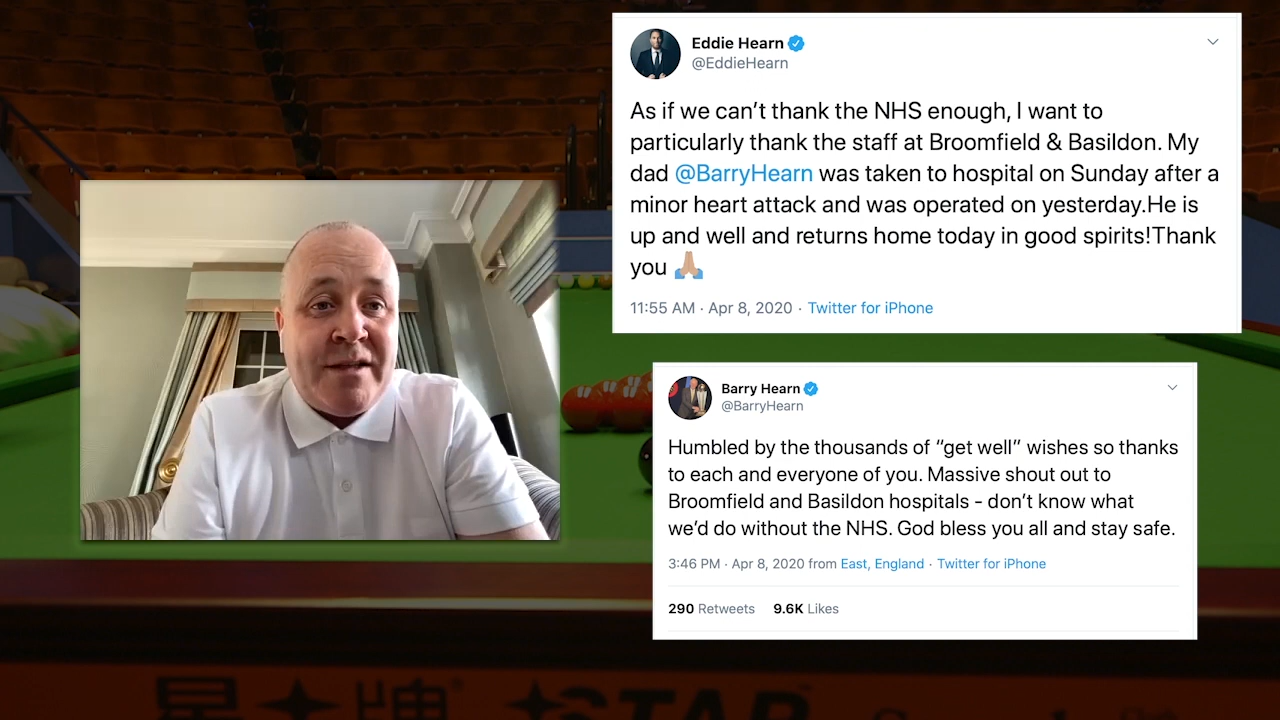 Eddie Hearn
@EddieHearn
As if we can’t thank the NHS enough, I want to
particularly thank the staff at Broomfield & Basildon. My
dad @BarryHearn was taken to hospital on Sunday after a
minor heart attack and was operated on yesterday.He is
up and well and returns home today in good spirits!Thank
you 🙏🏼
11:55 AM · Apr 8, 2020 · Twitter for iPhone
Barry Hearn
@BarryHearn
Humbled by the thousands of “get well” wishes so thanks
to each and everyone of you. Massive shout out to
Broomfield and Basildon hospitals - don’t know what
we’d do without the NHS. God bless you all and stay safe.
3:46 PM · Apr 8, 2020 from East, England · Twitter for iPhone
290 Retweets 9.6K Likes
星牌 STAR